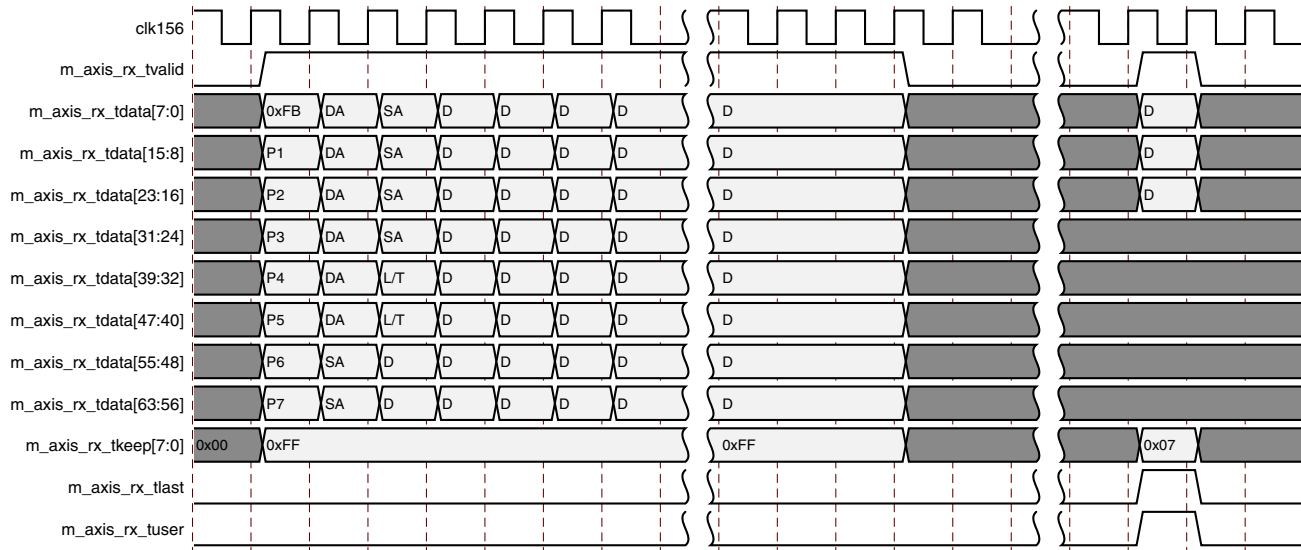 clk156
m_axis_rx_tvalid
m_axis_rx_tdata[7:0] 0xFB DA SA D D D D D D
m_axis_rx_tdata[15:8] P1 DA SA D D D D D D
m_axis_rx_tdata[23:16] P2 DA SA D D D D D D
m_axis_rx_tdata[31:24] P3 DA SA D D D D D
m_axis_rx_tdata[39:32] P4 DA L/T D D D D D
m_axis_rx_tdata[47:40] P5 DA L/T D D D D D
m_axis_rx_tdata[55:48] P6 SA D D D D D D
m_axis_rx_tdata[63:56] P7 SA D D D D D D
m_axis_rx_tkeep[7:0] 0x00 0xFF 0xFF 0x07
m_axis_rx_tlast
m_axis_rx_tuser